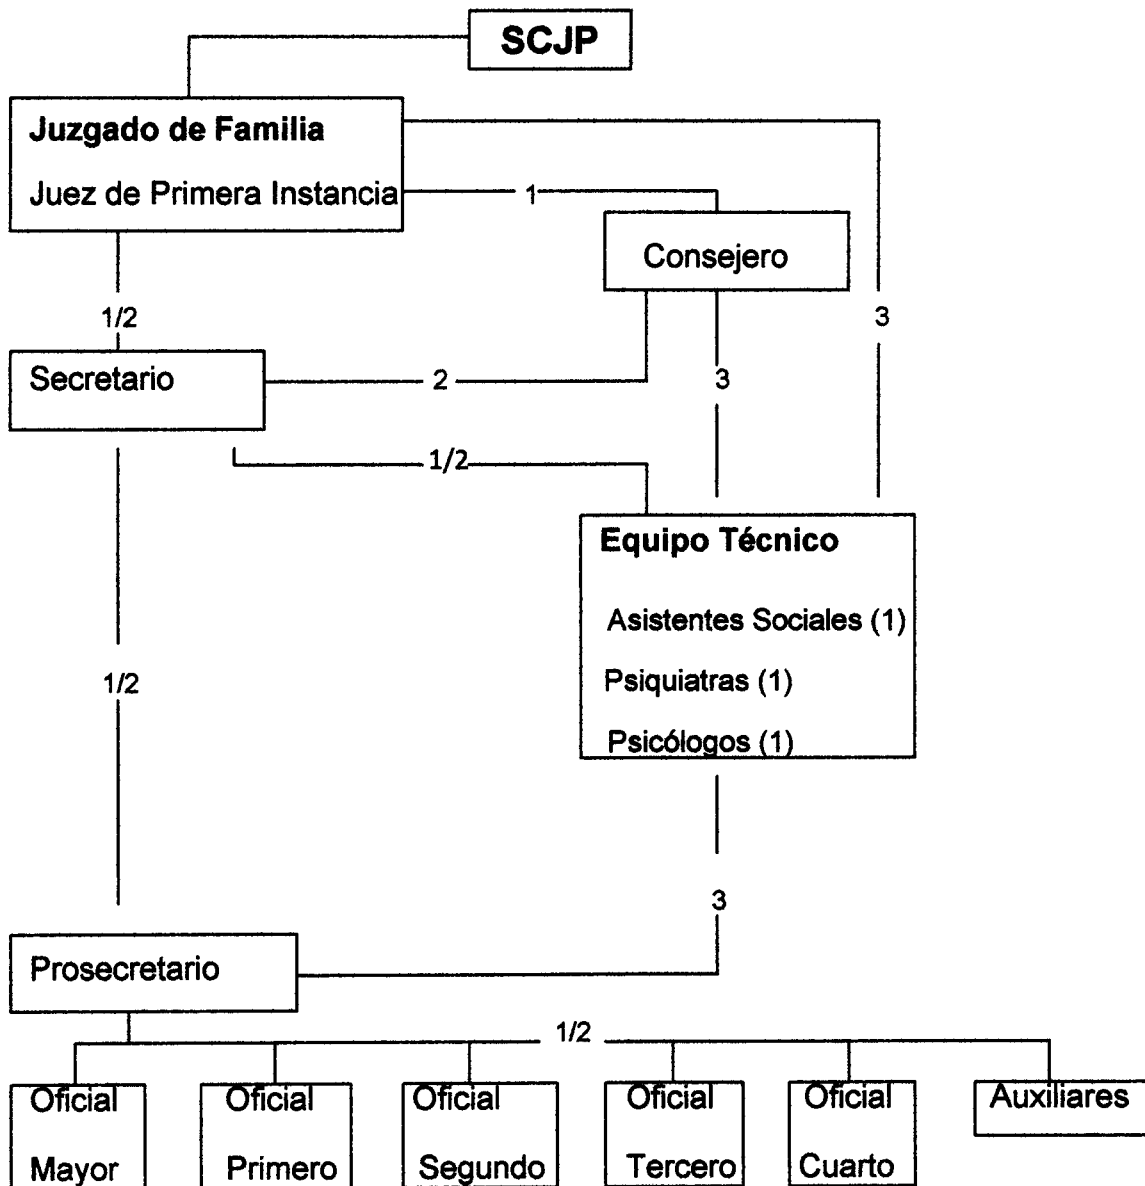 SCJP
Juzgado de Familia
Juez de Primera Instancia
1
Consejero
1/2
3
Secretario
2
3
1/2
Equipo Técnico
Asistentes Sociales (1)
Psiquiatras (1)
Psicólogos (1)
1/2
3
Prosecretario
1/2
Oficial
Mayor
Oficial
Primero
Oficial
Segundo
Oficial
Tercero
Oficial
Cuarto
Auxiliares